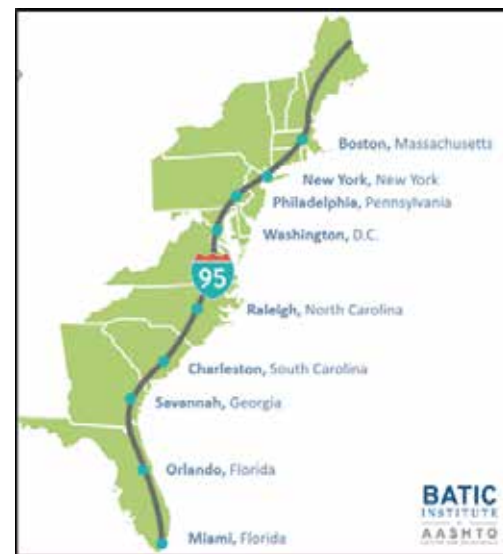 Boston, Massachusetts
New York, New York
Philadelphia, Pennsylvania
Washington, D.C.
95
Raleigh, North Carolina
Charleston, South Carolina
Savannah, Georgia
Orlando, Florida
Miami, Florida
BATIC
INSTITUTE
AASHTO